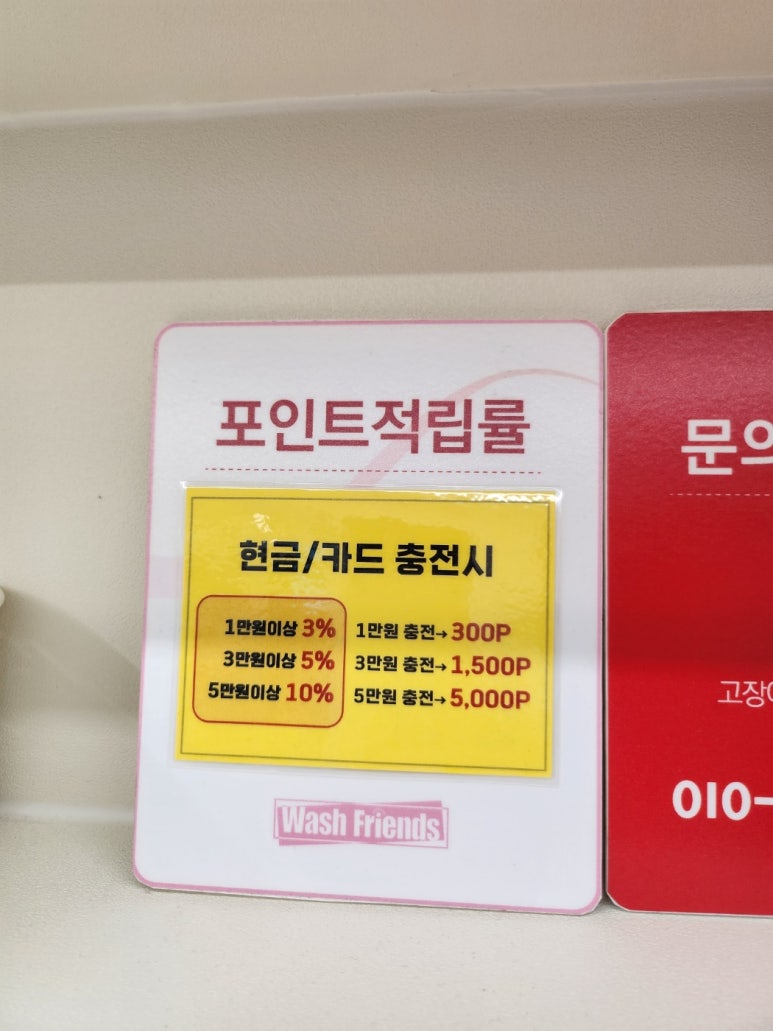 포인트적립률
현금/카드 충전시
1만원이상 3%
3만원이상 5%
5만원이상 10%
1만원 충전→300P
3만원 충전→1,500P
5만원 충전→5,000P
Wash Friends
문의
고장
010-